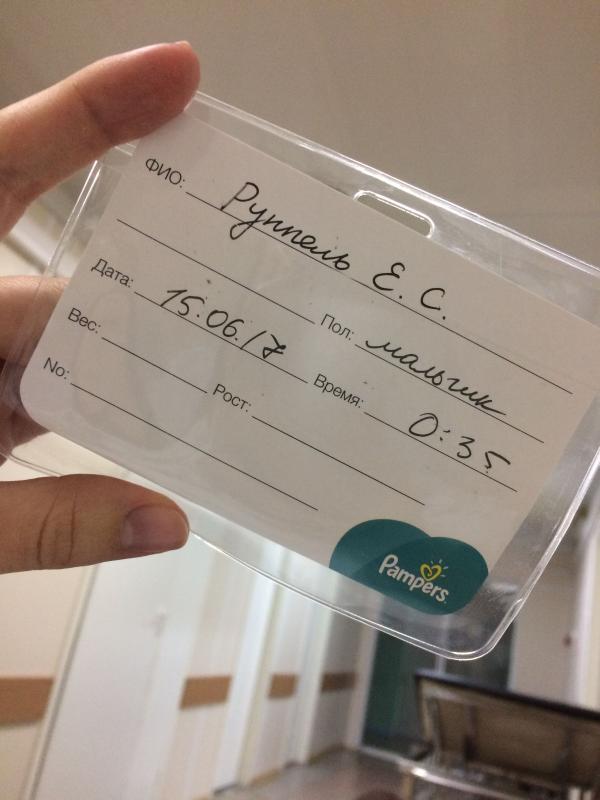 ФИО: Руппель Е. С.
Пол: мальчик
Дата: 15.06.17 Время: 0:35
Вес: Рост:
No:
Pampers